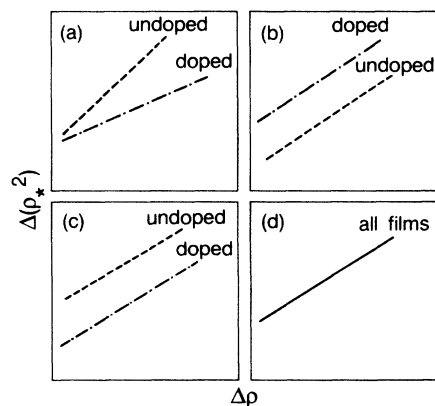 (a) undoped
doped
(b) doped
undoped
(c) undoped
doped
(d) all films
Δ(ρ*²)
Δρ